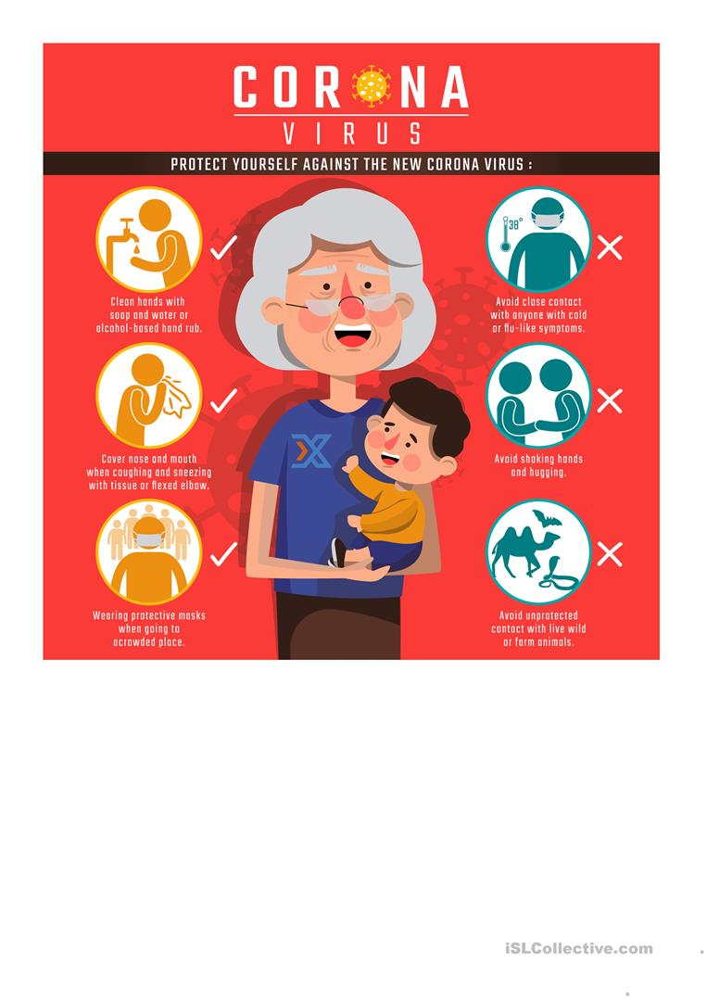 CORONA
VIRUS
PROTECT YOURSELF AGAINST THE NEW CORONA VIRUS :
Clean hands with
soap and water or
alcohol-based hand rub.
Cover nose and mouth
when coughing and sneezing
with tissue or flexed elbow.
Wearing protective masks
when going to
acrowded place.
38°
Avoid close contact
with anyone with cold
or flu-like symptoms.
Avoid shaking hands
and hugging.
Avoid unprotected
contact with live wild
or farm animals.
iSLCollective.com